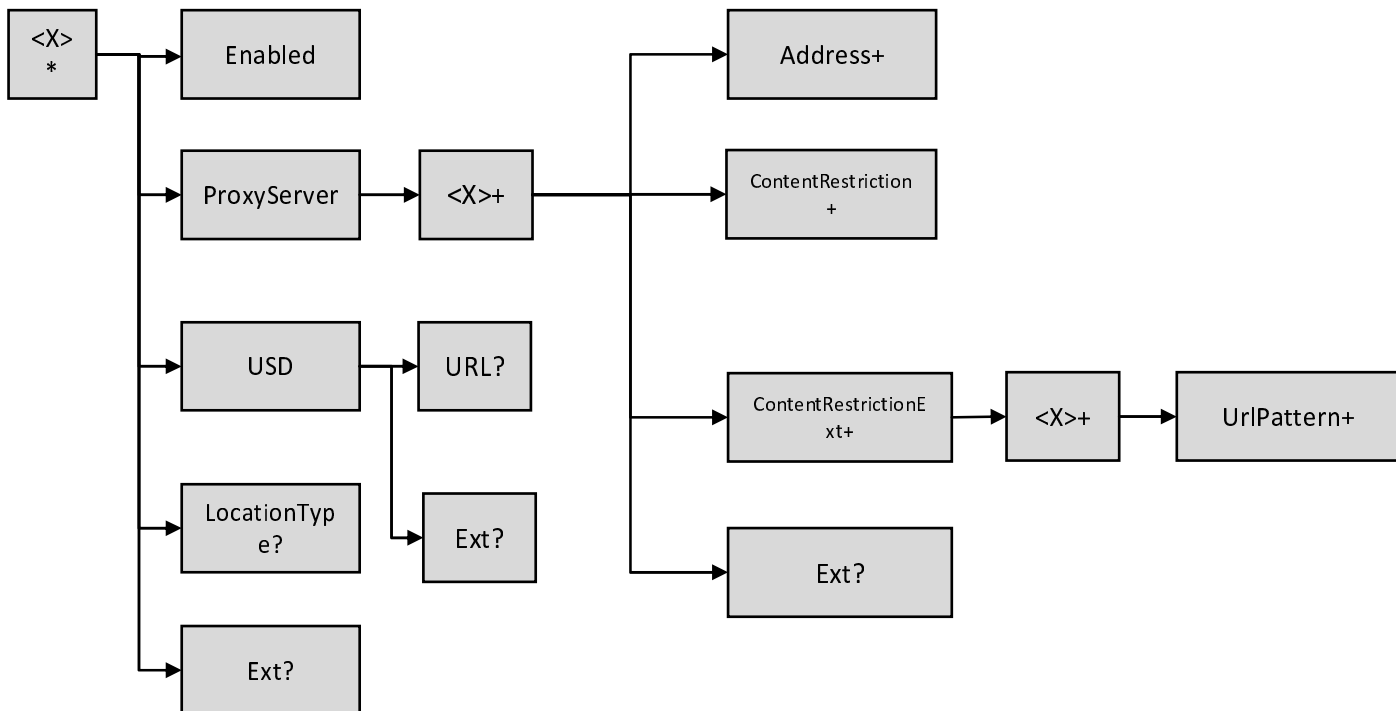 <X>
*
Enabled
Address+
ProxyServer
<X>+
ContentRestriction
+
USD
URL?
ContentRestrictionE
xt+
<X>+
UrlPattern+
LocationTyp
e?
Ext?
Ext?
Ext?